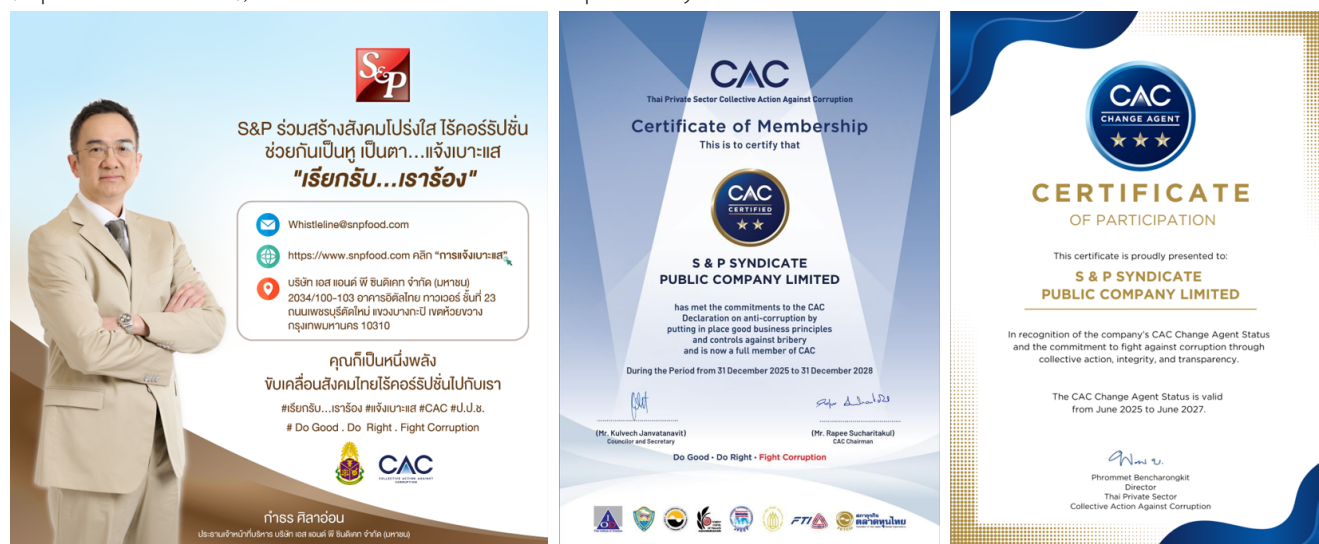 S&P
S&P ร่วมสร้างสังคมโปร่งใส ไร้คอร์รัปชั่น
ช่วยกันเป็นหู เป็นตา...แจ้งเบาะแส
"เรียกรับ...เราร้อง"
Whistleline@snpfood.com
https://www.snpfood.com คลิก "การแจ้งเบาะแส"
บริษัท เอส แอนด์ พี ซินดิเคท จำกัด (มหาชน)
2034/100-103 อาคารอิตัลไทย ทาวเวอร์ ชั้นที่ 23
ถนนเพชรบุรีตัดใหม่ แขวงบางกะปิ เขตห้วยขวาง
กรุงเทพมหานคร 10310
คุณก็เป็นหนึ่งพลัง
ขับเคลื่อนสังคมไทยไร้คอร์รัปชั่นไปกับเรา
#เรียกรับ...เราร้อง #แจ้งเบาะแส #CAC #ป.ป.ช.
# Do Good . Do Right . Fight Corruption
CAC
COLLECTIVE ACTION AGAINST
CORRUPTION
กำธร ศิลาอ่อน
ประธานเจ้าหน้าที่บริหาร บริษัท เอส แอนด์ พี ซินดิเคท จำกัด (มหาชน)
CAC
Thai Private Sector Collective Action Against Corruption
Certificate of Membership
This is to certify that
CAC
CERTIFIED
S & P SYNDICATE
PUBLIC COMPANY LIMITED
has met the commitments to the CAC
Declaration on anti-corruption by
putting in place good business principles
and controls against bribery
and is now a full member of CAC
During the Period from 31 December 2025 to 31 December 2028
(Mr. Kulvech Janvatanavit)
Councilor and Secretary
(Mr. Rapee Sucharitakul)
CAC Chairman
Do Good • Do Right • Fight Corruption
FTI
สภาธุรกิจ
ตลาดทุนไทย
CAC
CHANGE AGENT
CERTIFICATE
OF PARTICIPATION
This certificate is proudly presented to:
S & P SYNDICATE
PUBLIC COMPANY LIMITED
In recognition of the company's CAC Change Agent Status
and the commitment to fight against corruption through
collective action, integrity, and transparency.
The CAC Change Agent Status is valid
from June 2025 to June 2027.
Phrommet Bencharongkit
Director
Thai Private Sector
Collective Action Against Corruption